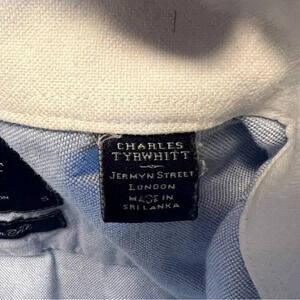 CHARLES
TYRWHITT
JERMYN STREET
LONDON
MADE IN
SRI LANKA